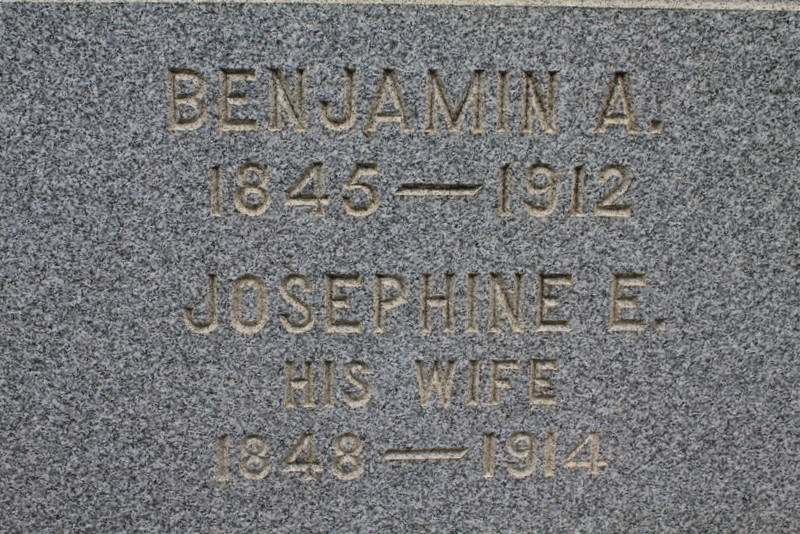 BENJAMIN A.
1845—1912
JOSEPHINE E.
HIS WIFE
1848—1914